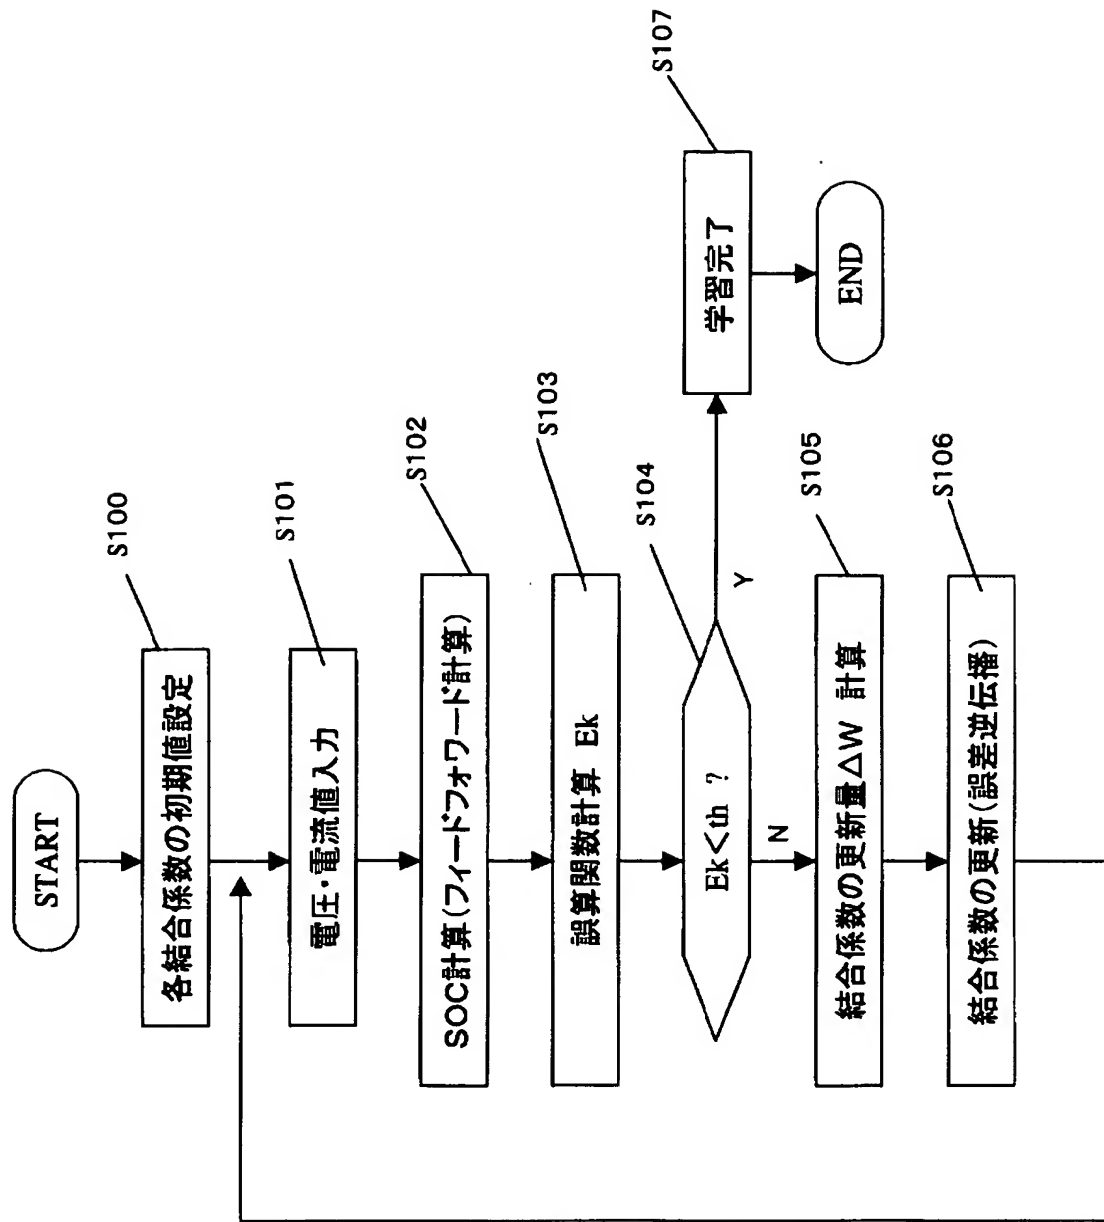 START
各結合係数の初期値設定
S100
電圧・電流値入力
S101
SOC計算(フィードフォワード計算)
S102
誤算関数計算 Ek
S103
Ek<th ?
S104
Y
N
学習完了
S107
END
結合係数の更新量△W 計算
S105
結合係数の更新(誤差逆伝播)
S106